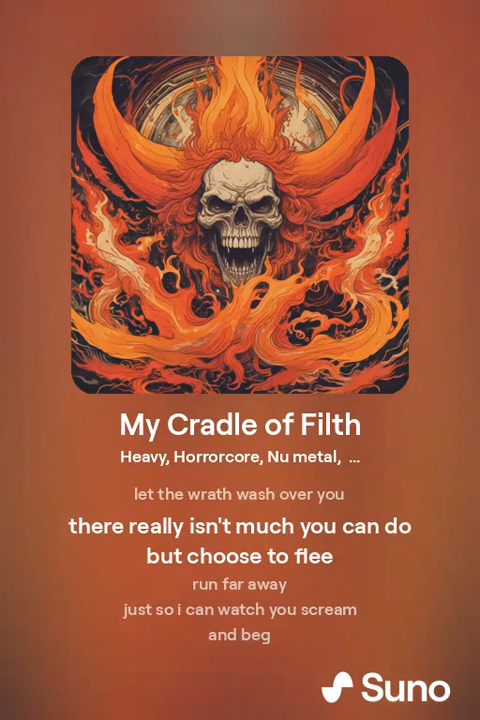 My Cradle of Filth
Heavy, Horrorcore, Nu metal, ...
let the wrath wash over you
there really isn't much you can do
but choose to flee
run far away
just so i can watch you scream
and beg
Suno